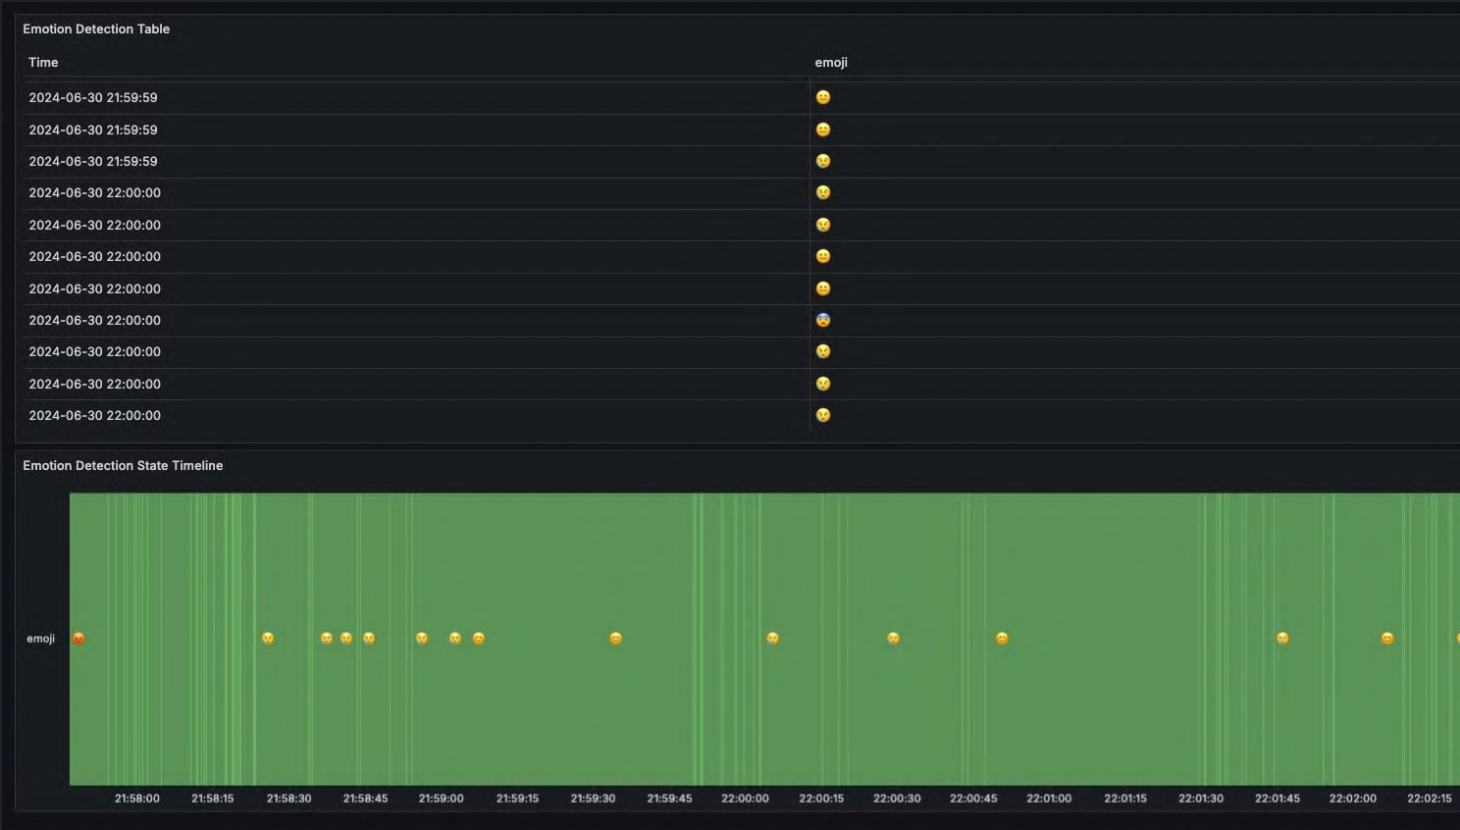 Emotion Detection Table
Time emoji
2024-06-30 21:59:59 😐
2024-06-30 21:59:59 😐
2024-06-30 21:59:59 😢
2024-06-30 22:00:00 😢
2024-06-30 22:00:00 😢
2024-06-30 22:00:00 😐
2024-06-30 22:00:00 😐
2024-06-30 22:00:00 😨
2024-06-30 22:00:00 😢
2024-06-30 22:00:00 😢
2024-06-30 22:00:00 😢
Emotion Detection State Timeline
emoji
21:58:00 21:58:15 21:58:30 21:58:45 21:59:00 21:59:15 21:59:30 21:59:45 22:00:00 22:00:15 22:00:30 22:00:45 22:01:00 22:01:15 22:01:30 22:01:45 22:02:00 22:02:15